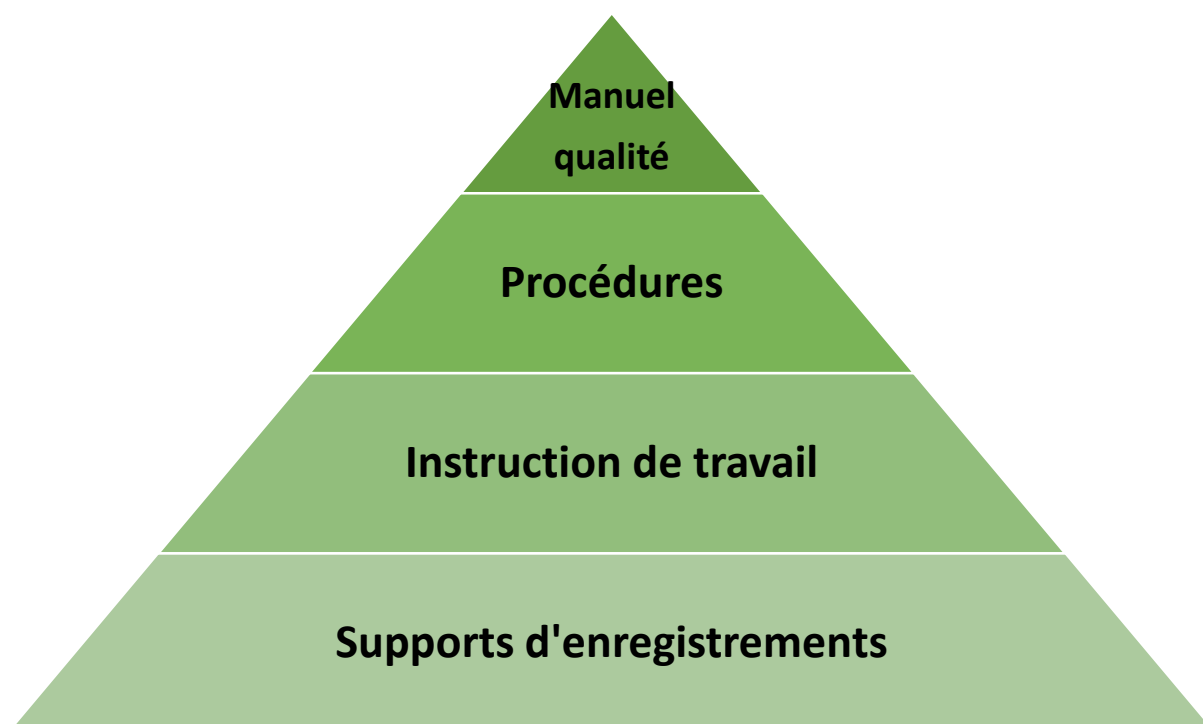 Manuel
qualité
Procédures
Instruction de travail
Supports d'enregistrements